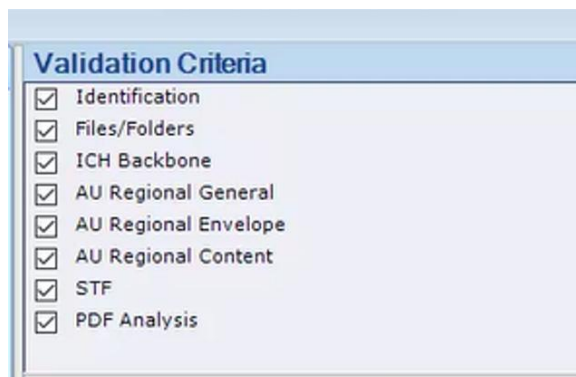 Validation Criteria
Identification
Files/Folders
ICH Backbone
AU Regional General
AU Regional Envelope
AU Regional Content
STF
PDF Analysis